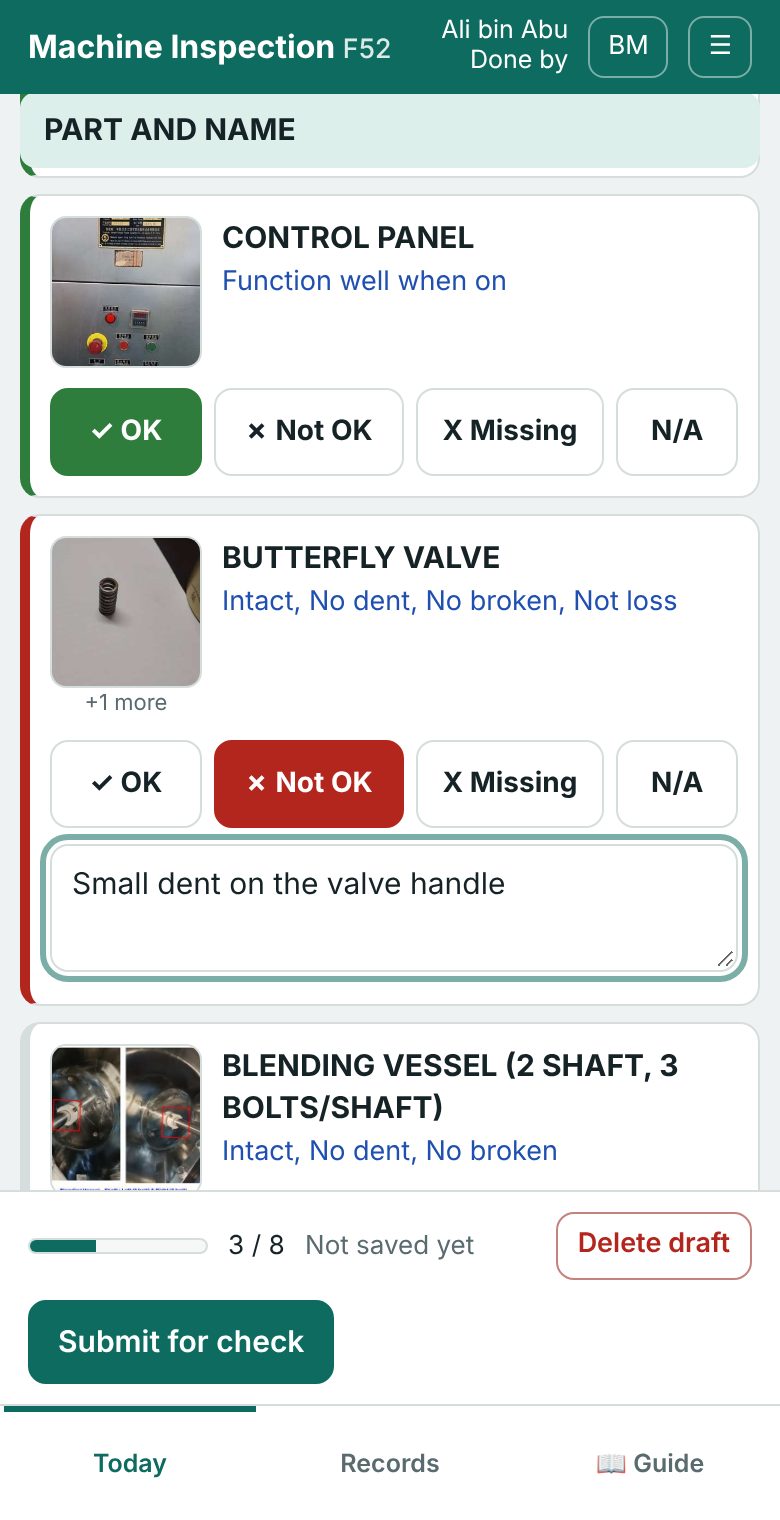 Machine Inspection F52
Ali bin Abu
Done by
BM
☰
PART AND NAME
CONTROL PANEL
Function well when on
✓ OK
× Not OK
X Missing
N/A
BUTTERFLY VALVE
Intact, No dent, No broken, Not loss
+1 more
✓ OK
× Not OK
X Missing
N/A
Small dent on the valve handle
BLENDING VESSEL (2 SHAFT, 3
BOLTS/SHAFT)
Intact, No dent, No broken
3 / 8
Not saved yet
Delete draft
Submit for check
Today
Records
📖 Guide